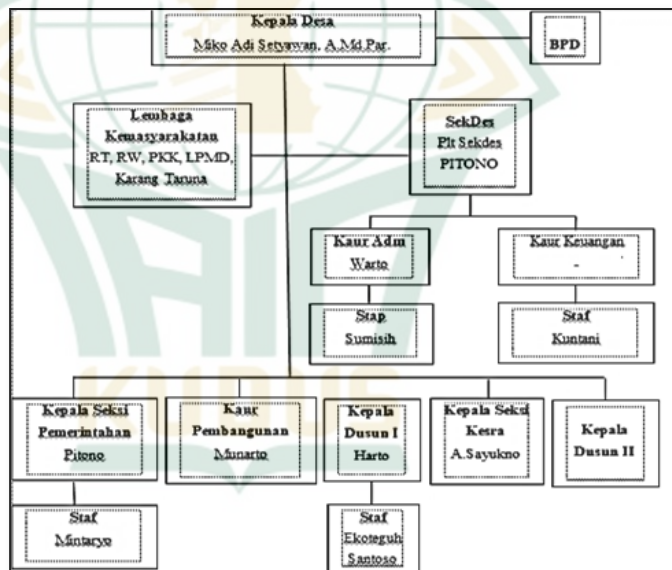 Kepala Desa
Miko Adi Setyawan, A.Md.Par.
BPD
Lembaga
Kemasyarakatan
RT, RW, PKK, LPMD,
Karang Taruna
SekDes
Plt Sekdes
PITONO
Kaur Adm
Warto
Kaur Keuangan
-
Stap
Sumisih
Staf
Kuntani
Kepala Seksi
Pemerintahan
Pitono
Kaur
Pembangunan
Munarto
Kepala
Dusun I
Harto
Kepala Seksi
Kesra
A.Sayukno
Kepala
Dusun II
Staf
Mintaryo
Staf
Ekoteguh
Santoso
KUDUS